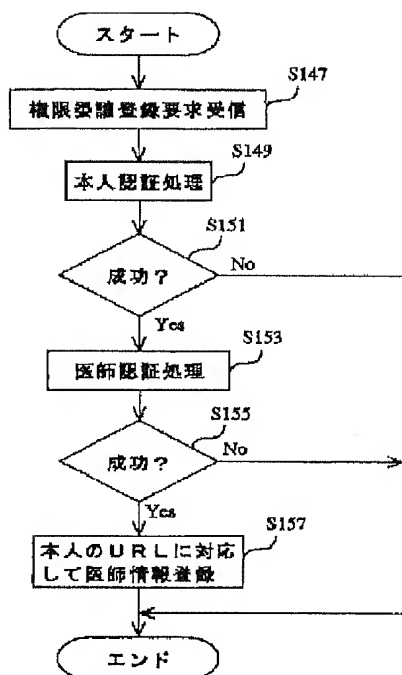 スタート
S147
権限委譲登録要求受信
S149
本人認証処理
S151
成功？
No
Yes
S153
医師認証処理
S155
成功？
No
Yes
S157
本人のＵＲＬに対応
して医師情報登録
エンド